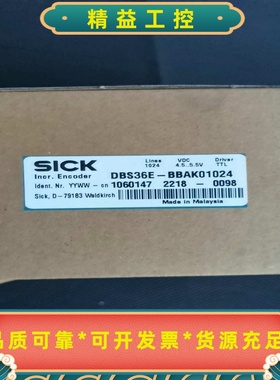 精益工控
SICK
Lines VDC Driver
1024 4.5...5.5V TTL
Incr. Encoder DBS36E-BBAK01024
Ident. Nr. YYWW-sn 1060147 2218 - 0098
Sick, D-79183 Waldkirch
Made in Malaysia
品质可靠*可开发票*货源充足